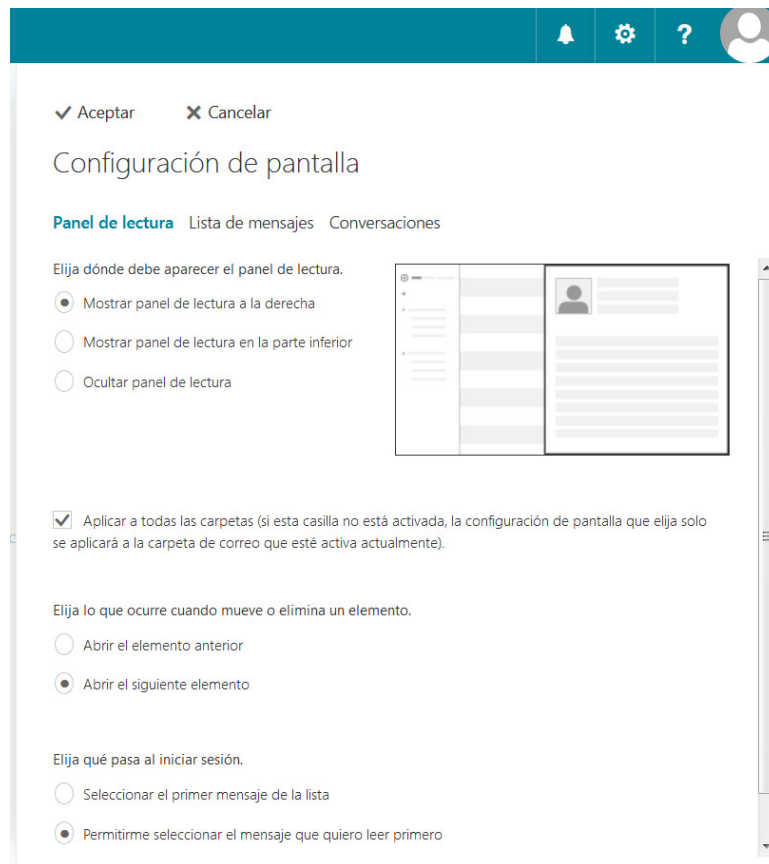 Aceptar Cancelar
Configuración de pantalla
Panel de lectura Lista de mensajes Conversaciones
Elija dónde debe aparecer el panel de lectura.
Mostrar panel de lectura a la derecha
Mostrar panel de lectura en la parte inferior
Ocultar panel de lectura
Aplicar a todas las carpetas (si esta casilla no está activada, la configuración de pantalla que elija solo
se aplicará a la carpeta de correo que esté activa actualmente).
Elija lo que ocurre cuando mueve o elimina un elemento.
Abrir el elemento anterior
Abrir el siguiente elemento
Elija qué pasa al iniciar sesión.
Seleccionar el primer mensaje de la lista
Permitirme seleccionar el mensaje que quiero leer primero